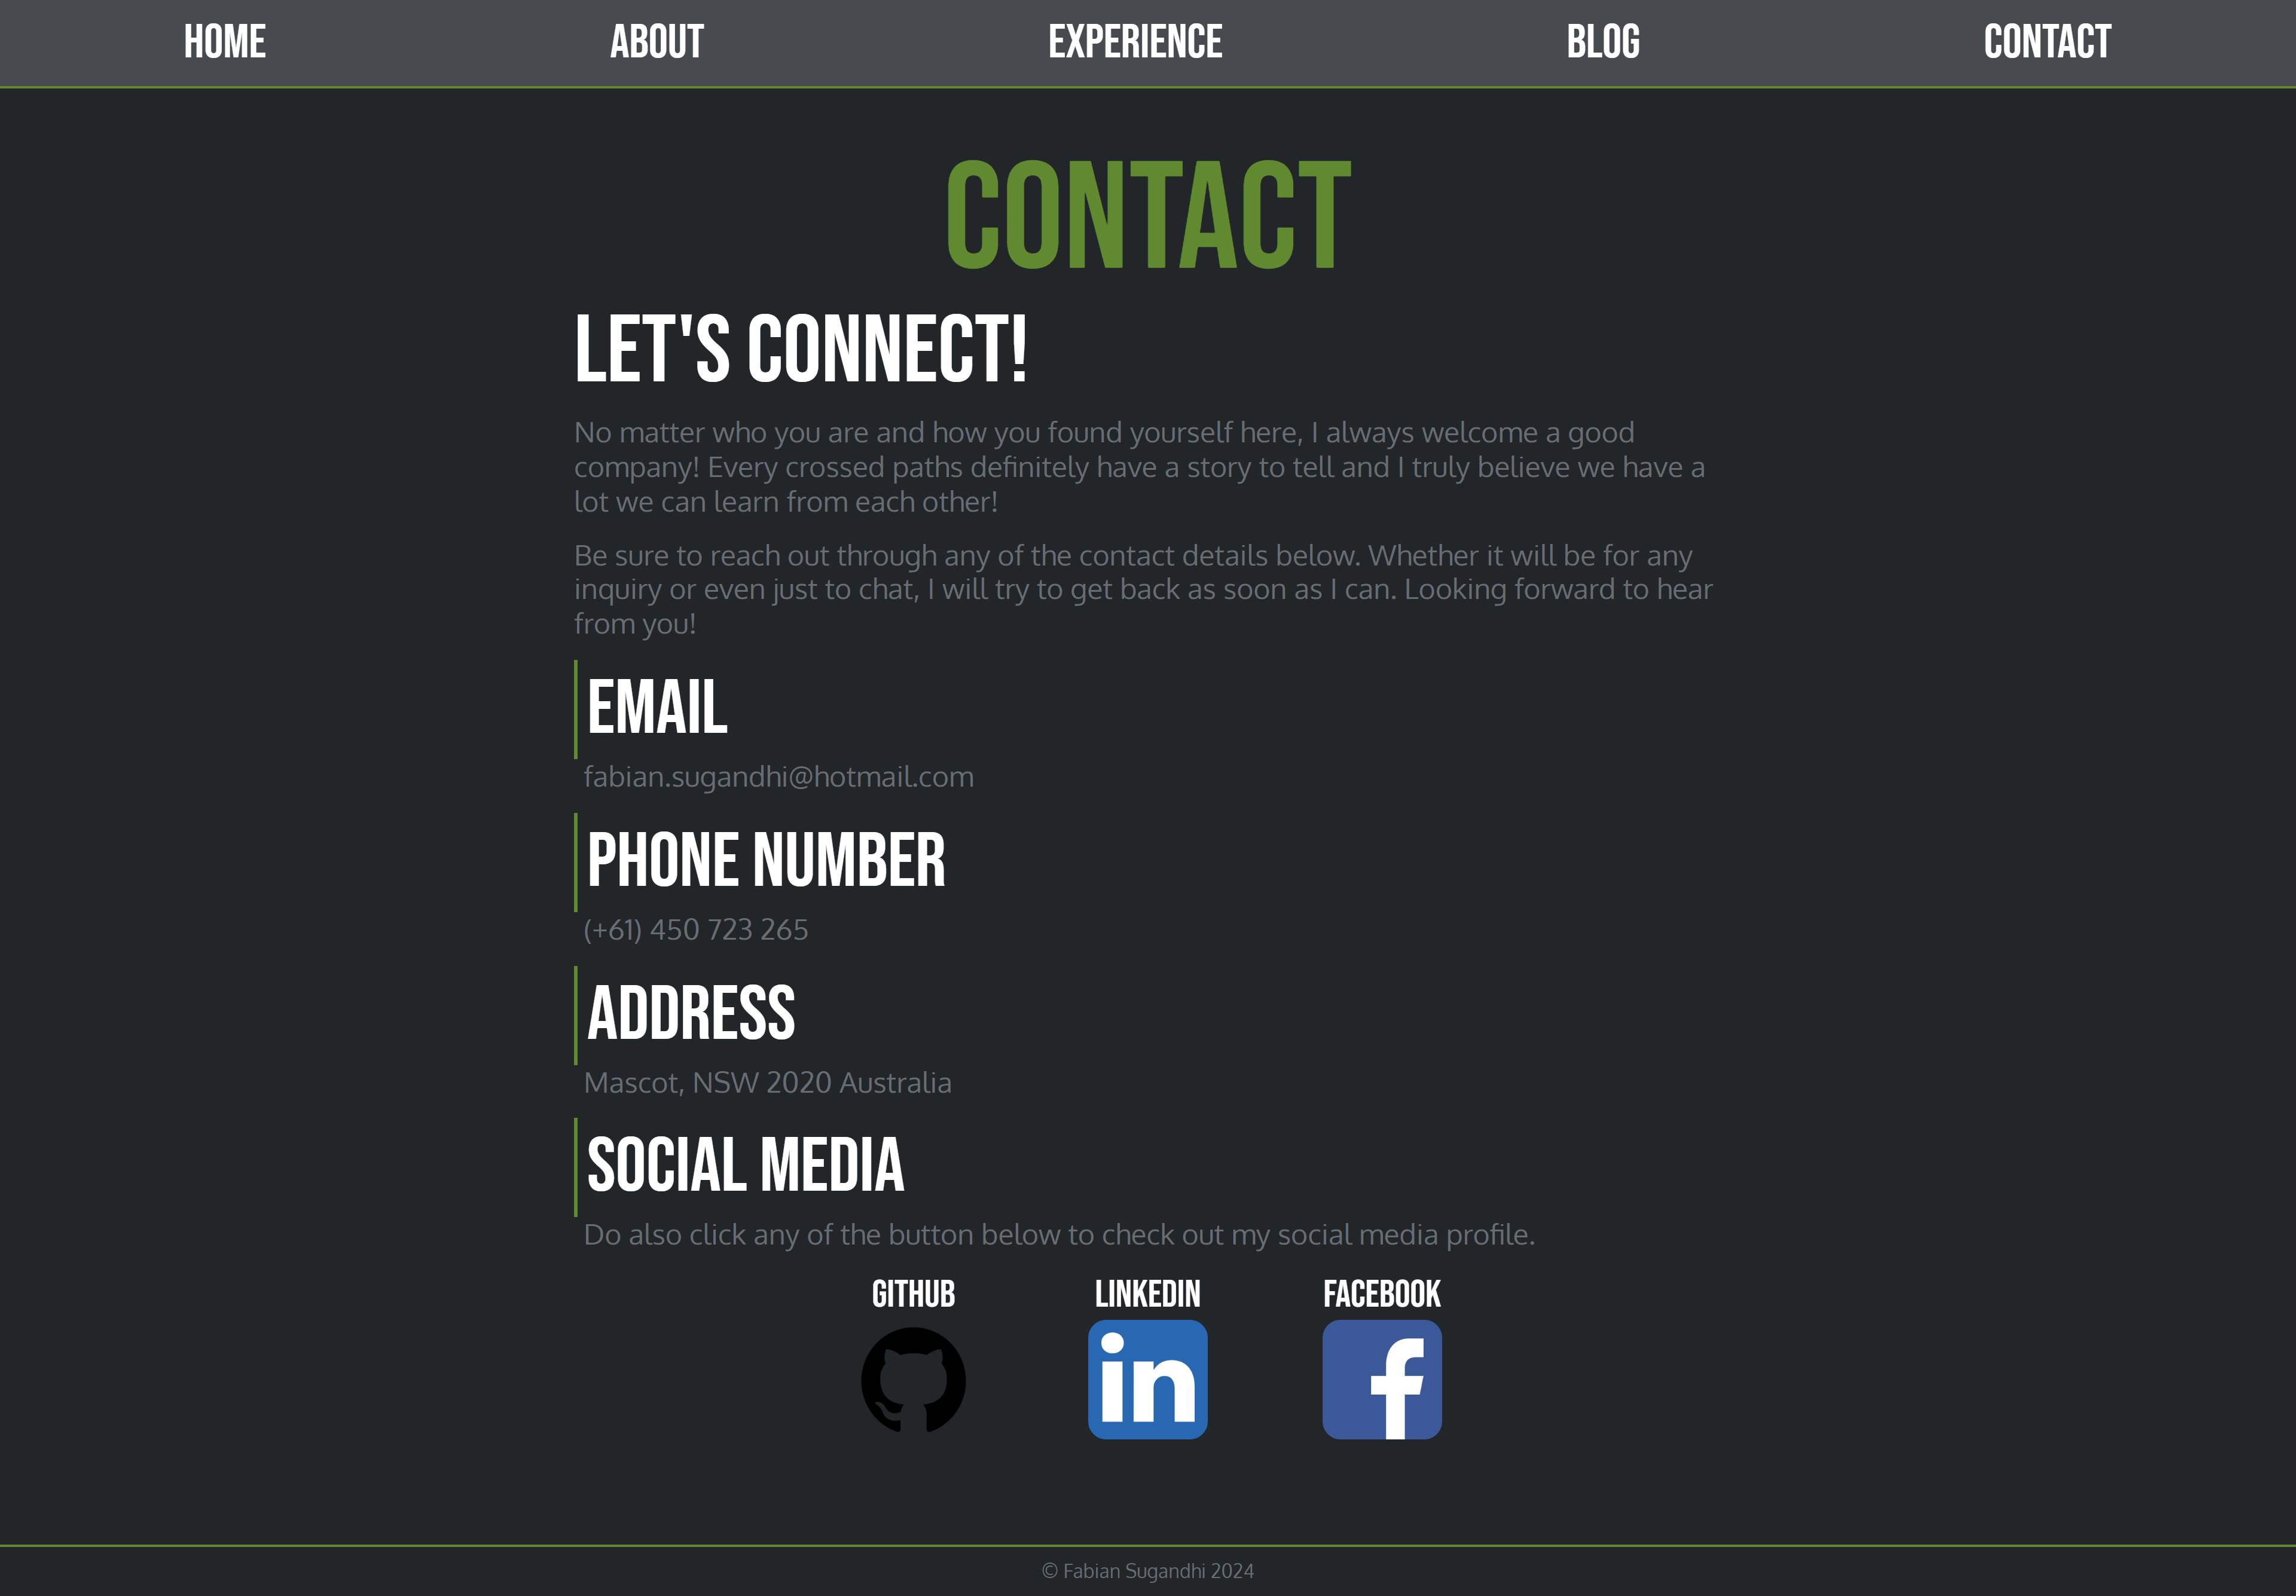 HOME ABOUT EXPERIENCE BLOG CONTACT
CONTACT
LET'S CONNECT!
No matter who you are and how you found yourself here, I always welcome a good
company! Every crossed paths definitely have a story to tell and I truly believe we have a
lot we can learn from each other!
Be sure to reach out through any of the contact details below. Whether it will be for any
inquiry or even just to chat, I will try to get back as soon as I can. Looking forward to hear
from you!
EMAIL
fabian.sugandhi@hotmail.com
PHONE NUMBER
(+61) 450 723 265
ADDRESS
Mascot, NSW 2020 Australia
SOCIAL MEDIA
Do also click any of the button below to check out my social media profile.
GITHUB LINKEDIN FACEBOOK
in f
© Fabian Sugandhi 2024